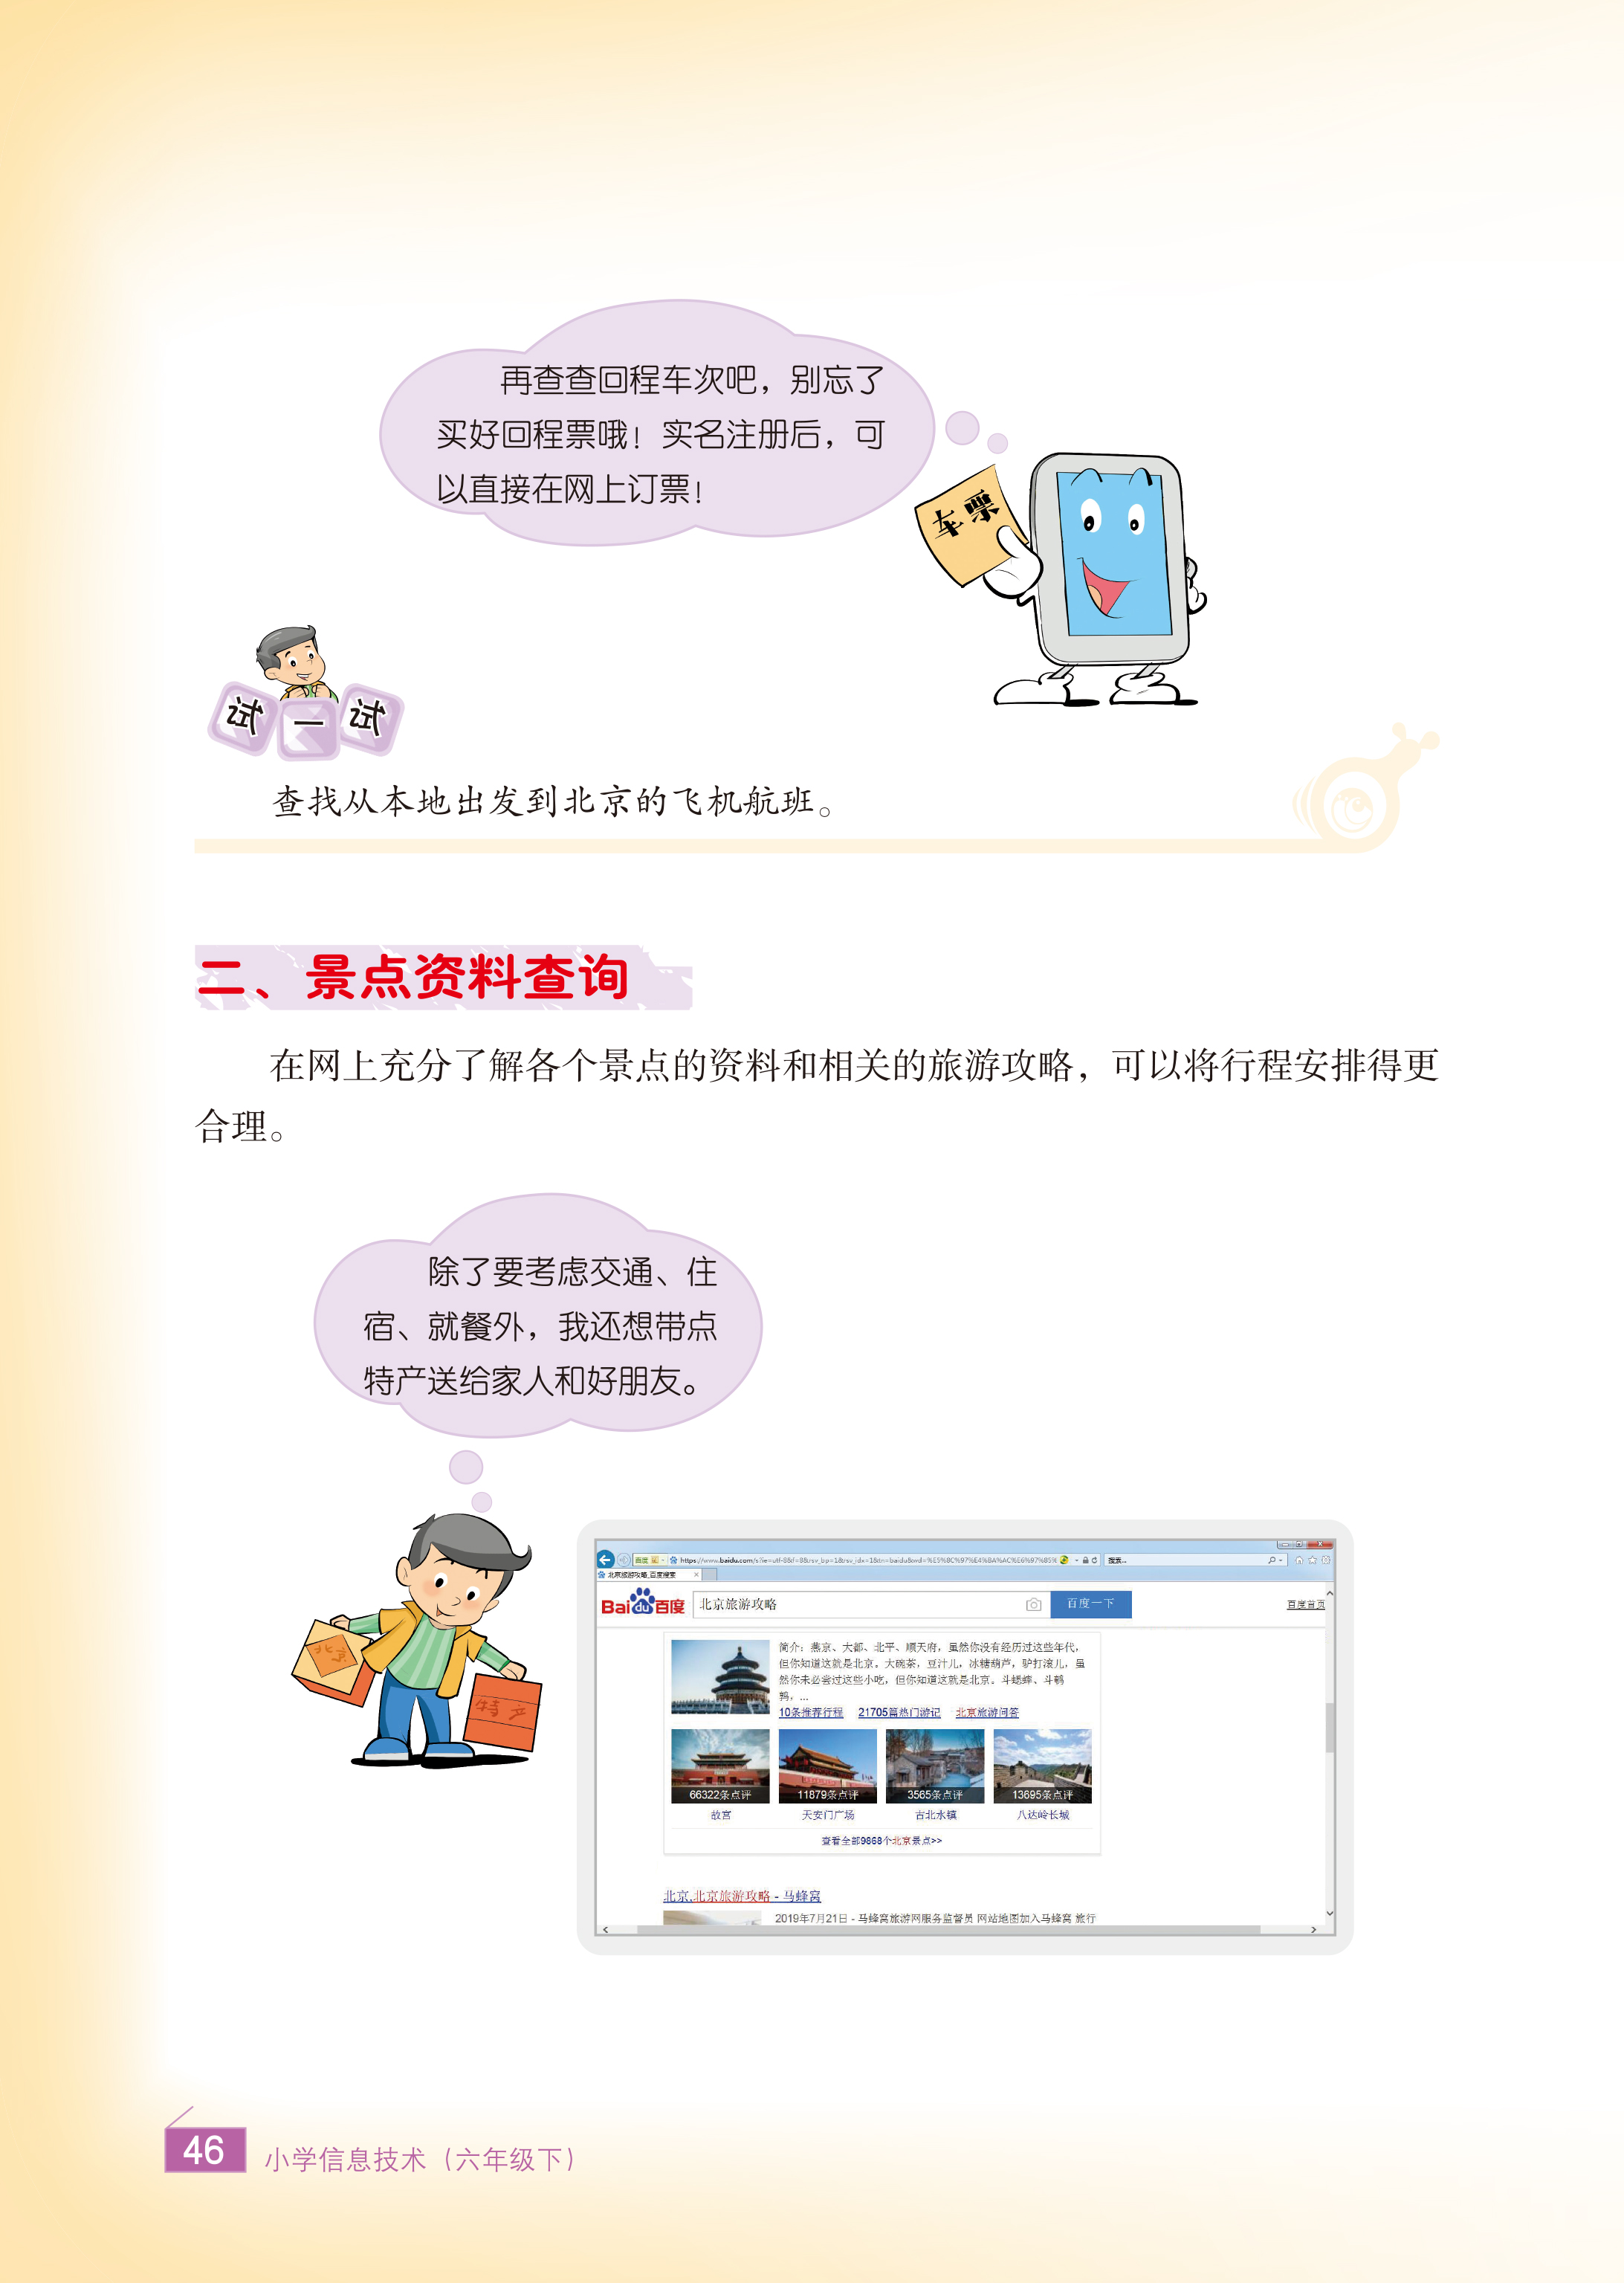 再查查回程车次吧，别忘了
买好回程票哦！实名注册后，可
以直接在网上订票！
车票
试一试
查找从本地出发到北京的飞机航班。
二、景点资料查询
在网上充分了解各个景点的资料和相关的旅游攻略，可以将行程安排得更
合理。
除了要考虑交通、住
宿、就餐外，我还想带点
特产送给家人和好朋友。
北京
特产
搜索...
北京旅游攻略_百度搜索
Bai du 百度
北京旅游攻略
百度一下
百度首页
简介：燕京、大都、北平、顺天府，虽然你没有经历过这些年代，
但你知道这就是北京。大碗茶，豆汁儿，冰糖葫芦，驴打滚儿，虽
然你未必尝过这些小吃，但你知道这就是北京。斗蟋蟀、斗鹌
鹑，...
10条推荐行程 21705篇热门游记 北京旅游问答
66322条点评 11879条点评 3565条点评 13695条点评
故宫 天安门广场 古北水镇 八达岭长城
查看全部9868个北京景点>>
北京,北京旅游攻略 - 马蜂窝
2019年7月21日 - 马蜂窝旅游网服务监督员 网站地图加入马蜂窝 旅行
46 小学信息技术（六年级下）